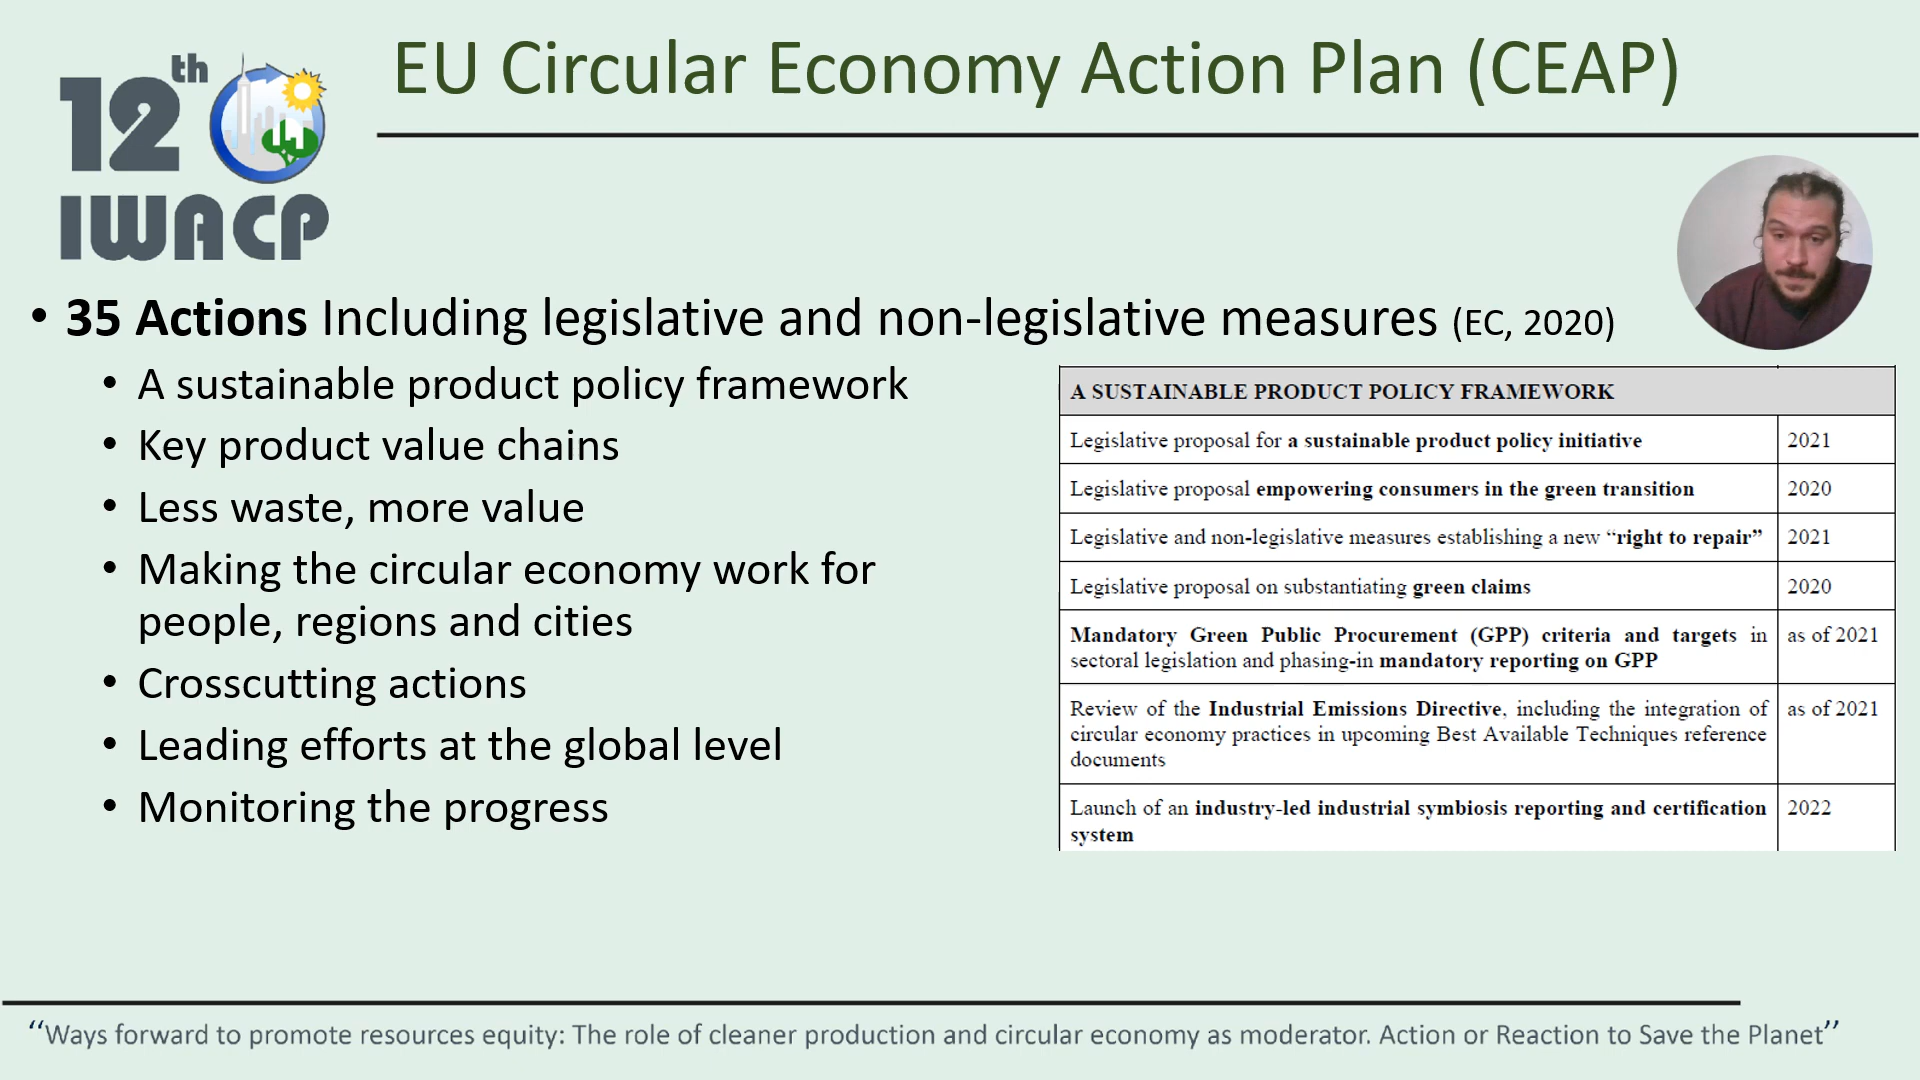 12th
IWACP
EU Circular Economy Action Plan (CEAP)
• 35 Actions Including legislative and non-legislative measures (EC, 2020)
• A sustainable product policy framework
• Key product value chains
• Less waste, more value
• Making the circular economy work for
people, regions and cities
• Crosscutting actions
• Leading efforts at the global level
• Monitoring the progress
A SUSTAINABLE PRODUCT POLICY FRAMEWORK
Legislative proposal for a sustainable product policy initiative 2021
Legislative proposal empowering consumers in the green transition 2020
Legislative and non-legislative measures establishing a new “right to repair” 2021
Legislative proposal on substantiating green claims 2020
Mandatory Green Public Procurement (GPP) criteria and targets in as of 2021
sectoral legislation and phasing-in mandatory reporting on GPP
Review of the Industrial Emissions Directive, including the integration of as of 2021
circular economy practices in upcoming Best Available Techniques reference
documents
Launch of an industry-led industrial symbiosis reporting and certification 2022
system
“Ways forward to promote resources equity: The role of cleaner production and circular economy as moderator. Action or Reaction to Save the Planet”